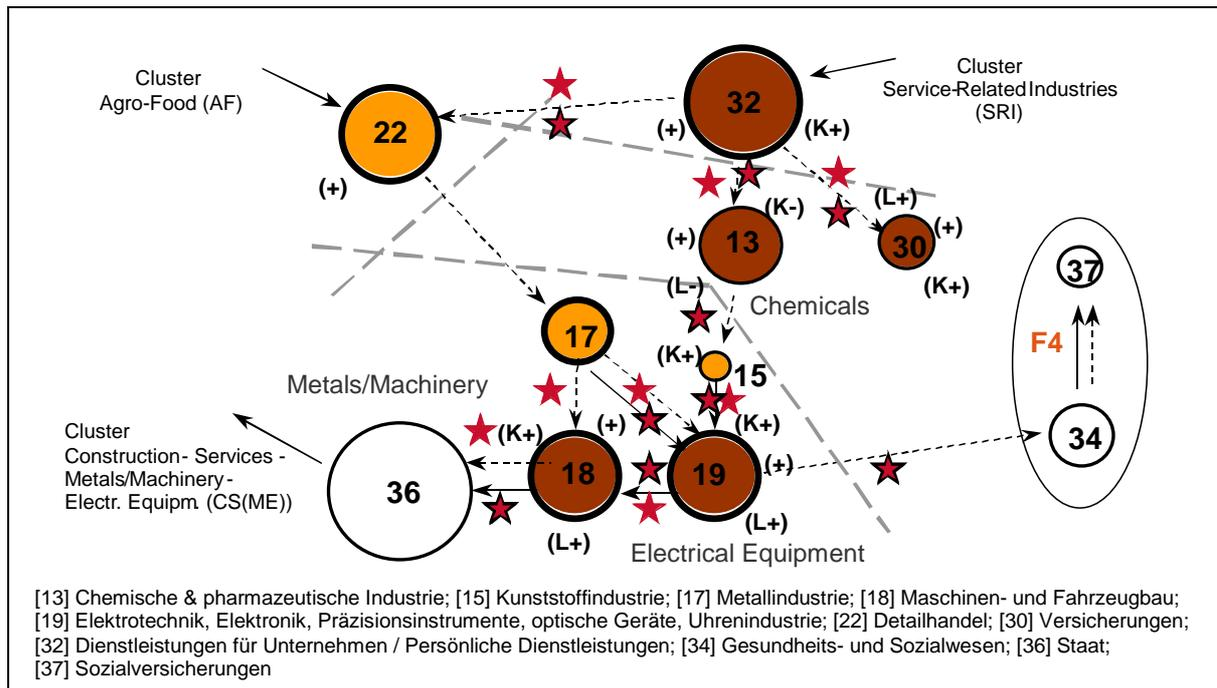 Cluster
Agro-Food (AF)
Cluster
Service-Related Industries
(SRI)
22
32
(+)
(K+)
(+)
(K-)
(L+)
(+)
13
(+)
30
(K+)
37
(L-)
Chemicals
F4
17
(K+)
15
Metals/Machinery
(K+)
(+)
(K+)
34
Cluster
Construction- Services -
Metals/Machinery-
Electr. Equipm. (CS(ME))
36
18
19
(+)
(L+)
(L+)
Electrical Equipment
[13] Chemische & pharmazeutische Industrie; [15] Kunststoffindustrie; [17] Metallindustrie; [18] Maschinen- und Fahrzeugbau;
[19] Elektrotechnik, Elektronik, Präzisionsinstrumente, optische Geräte, Uhrenindustrie; [22] Detailhandel; [30] Versicherungen;
[32] Dienstleistungen für Unternehmen / Persönliche Dienstleistungen; [34] Gesundheits- und Sozialwesen; [36] Staat;
[37] Sozialversicherungen